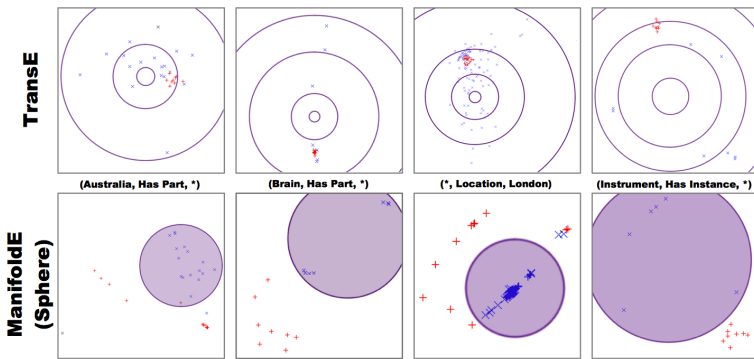 TransE
(Australia, Has Part, *)
(Brain, Has Part, *)
(*, Location, London)
(Instrument, Has Instance, *)
ManifoldE
(Sphere)